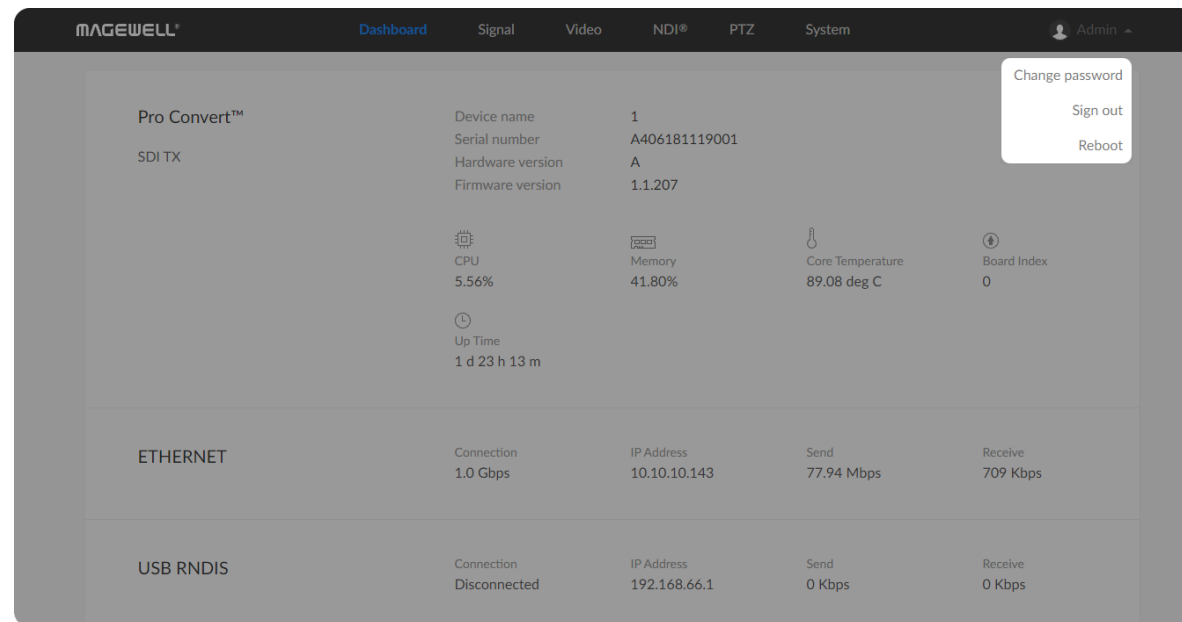 MAGEWELL®
Dashboard Signal Video NDI® PTZ System Admin
Change password
Sign out
Reboot
Pro Convert™
SDI TX
Device name 1
Serial number A406181119001
Hardware version A
Firmware version 1.1.207
CPU Memory Core Temperature Board Index
5.56% 41.80% 89.08 deg C 0
Up Time
1 d 23 h 13 m
ETHERNET
Connection IP Address Send Receive
1.0 Gbps 10.10.10.143 77.94 Mbps 709 Kbps
USB RNDIS
Connection IP Address Send Receive
Disconnected 192.168.66.1 0 Kbps 0 Kbps